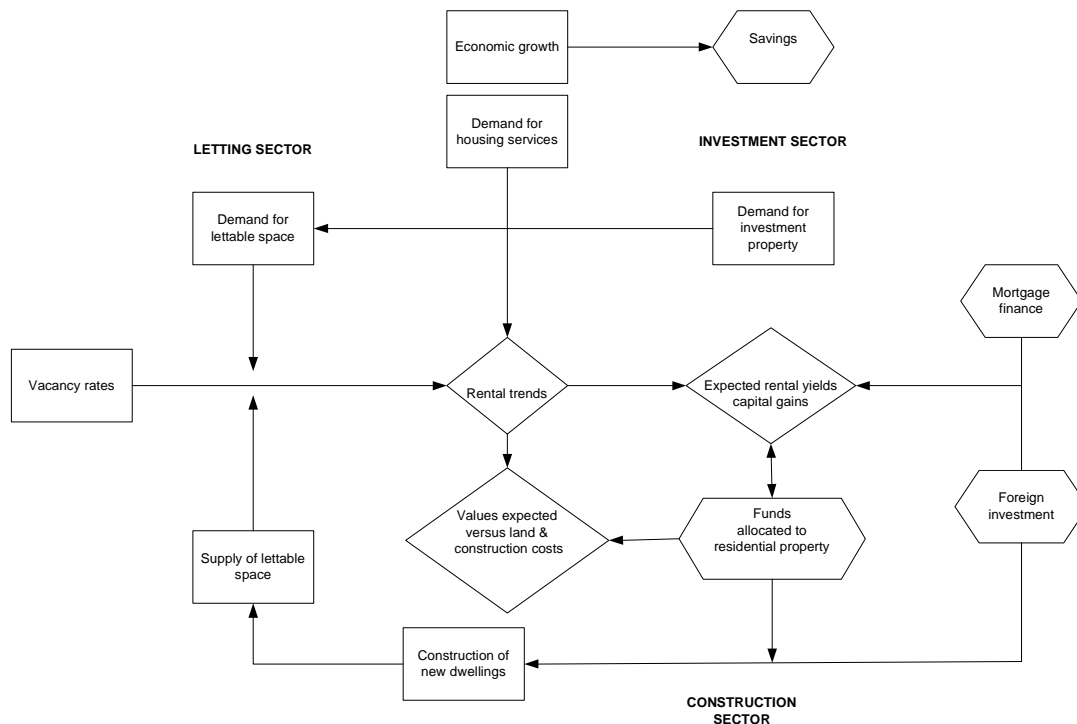 Economic growth
Savings
Demand for
housing services
LETTING SECTOR
INVESTMENT SECTOR
Demand for
lettable space
Demand for
investment
property
Mortgage
finance
Vacancy rates
Rental trends
Expected rental yields
capital gains
Values expected
versus land &
construction costs
Funds
allocated to
residential property
Foreign
investment
Supply of lettable
space
Construction of
new dwellings
CONSTRUCTION
SECTOR